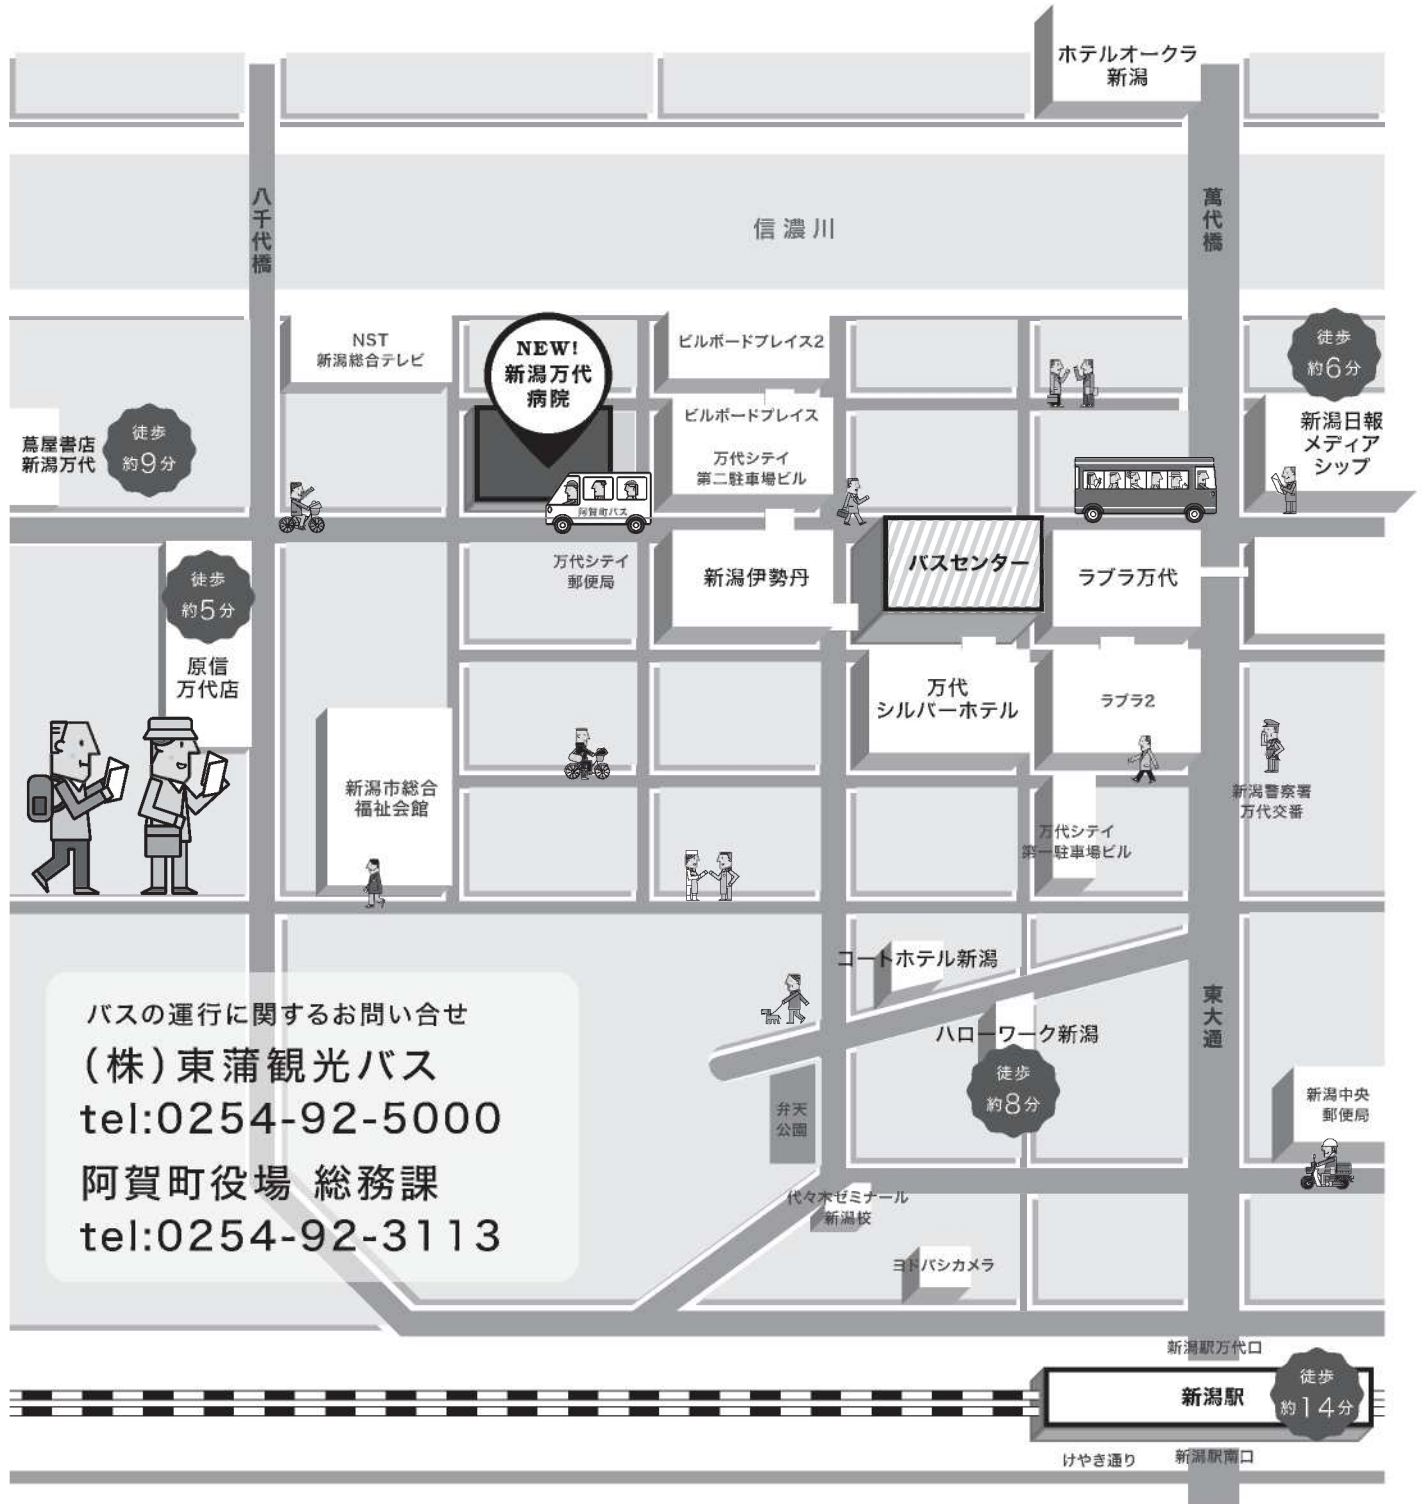 ホテルオークラ
新潟
八千代橋
信濃川
萬代橋
NST
新潟総合テレビ
NEW!
新潟万代
病院
ビルボードプレイス2
徒歩
約6分
ビルボードプレイス
万代シテイ
第二駐車場ビル
新潟日報
メディア
シップ
蔦屋書店
新潟万代
徒歩
約9分
阿賀町バス
万代シテイ
郵便局
新潟伊勢丹
バスセンター
ラブラ万代
徒歩
約5分
原信
万代店
万代
シルバーホテル
ラブラ2
新潟市総合
福祉会館
新潟警察署
万代交番
万代シテイ
第一駐車場ビル
コートホテル新潟
東大通
ハローワーク新潟
徒歩
約8分
バスの運行に関するお問い合せ
(株)東蒲観光バス
tel:0254-92-5000
阿賀町役場 総務課
tel:0254-92-3113
弁天
公園
新潟中央
郵便局
代々木ゼミナール
新潟校
ヨドバシカメラ
新潟駅万代口
新潟駅
徒歩
約14分
けやき通り
新潟駅南口